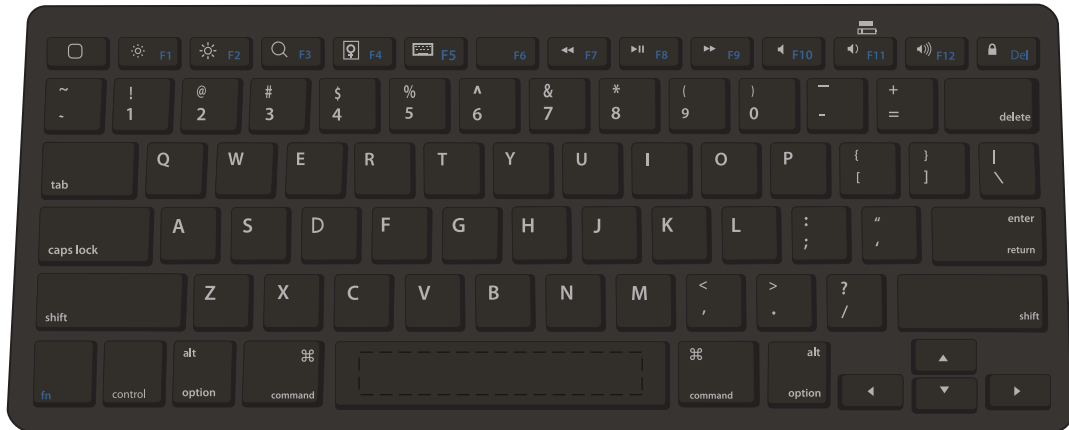 F1 F2 F3 F4 F5 F6 F7 F8 F9 F10 F11 F12 Del
~ ! @ # $ % ^ & * ( ) — +
` 1 2 3 4 5 6 7 8 9 0 - = delete
Q W E R T Y U I O P { } |
tab [ ] \
A S D F G H J K L : “ enter
caps lock ; ‘ return
Z X C V B N M < > ?
shift , . / shift
alt ⌘ ⌘ alt
fn control option command command option